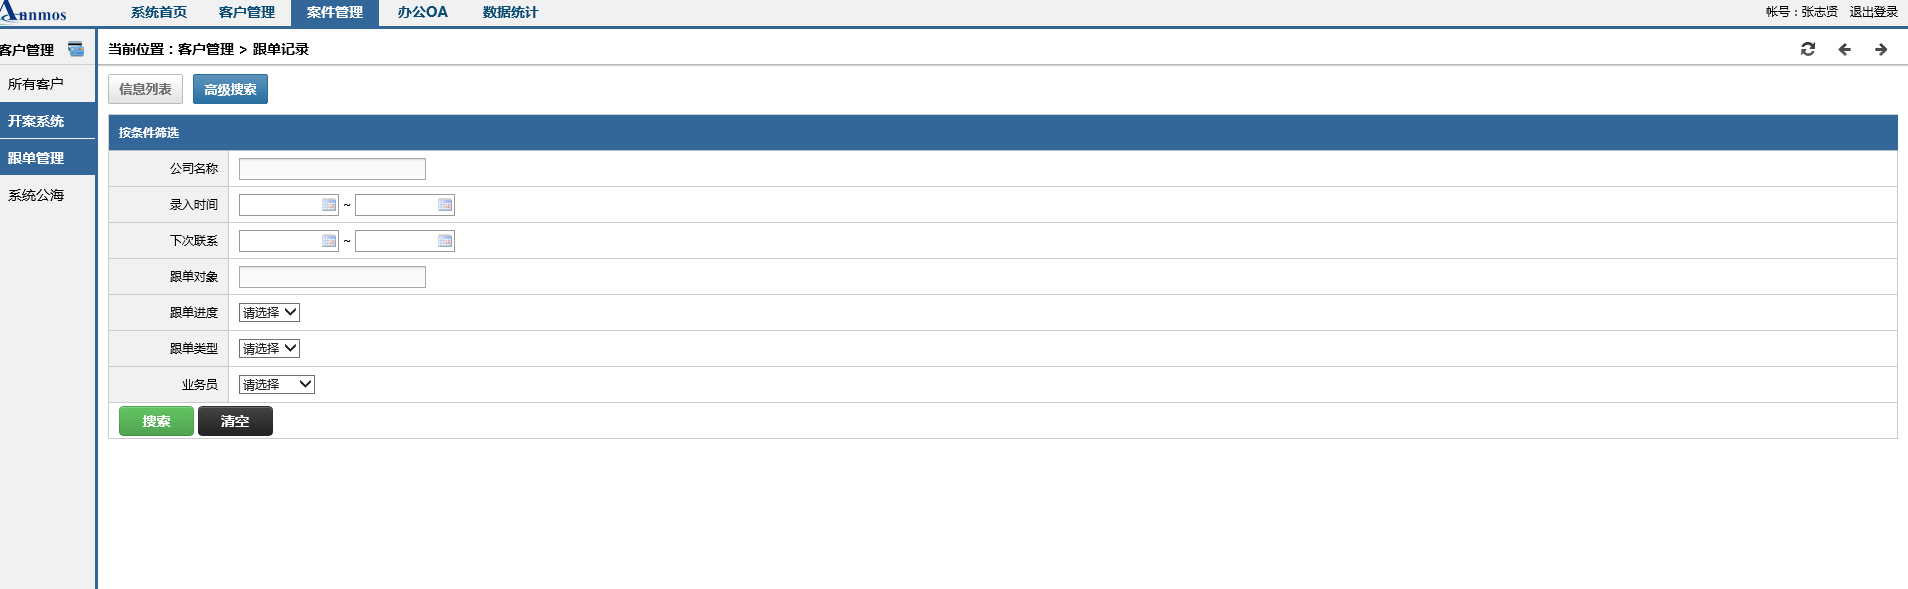 Annmos 系统首页 客户管理 案件管理 办公OA 数据统计 帐号：张志贤 退出登录
客户管理 当前位置：客户管理 > 跟单记录
所有客户 信息列表 高级搜索
开案系统 按条件筛选
跟单管理 公司名称
系统公海 录入时间 ~
下次联系 ~
跟单对象
跟单进度 请选择
跟单类型 请选择
业务员 请选择
搜索 清空